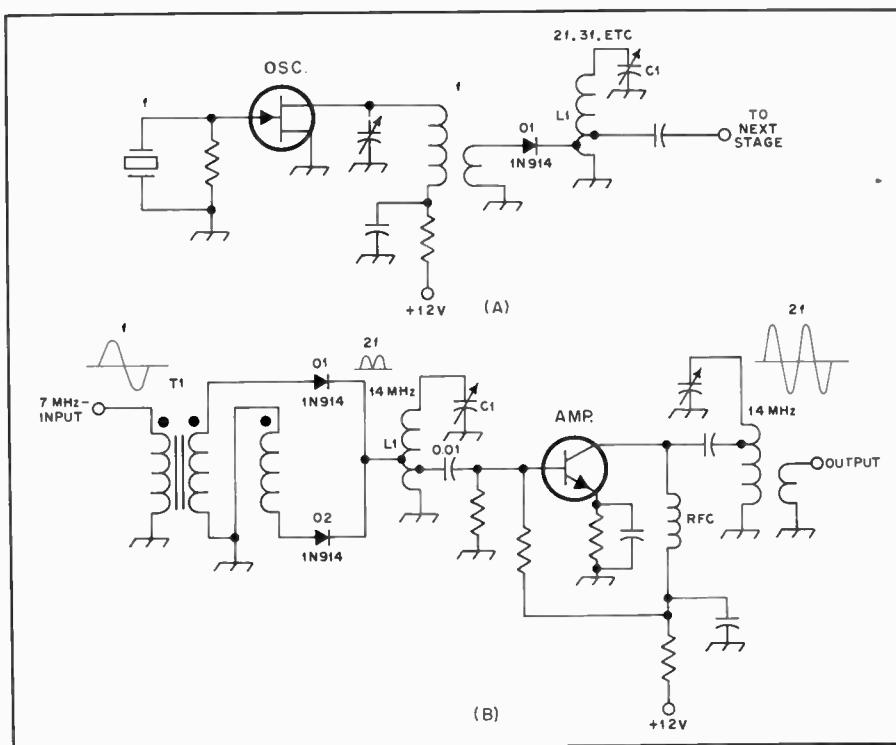 2f, 3f, ETC
OSC.
f
f
C1
D1
1N914
L1
TO
NEXT
STAGE
+12V
(A)
f
2f
2f
T1
D1
1N914
14 MHz
C1
7 MHz-
INPUT
AMP.
14 MHz
L1
0.01
OUTPUT
RFC
D2
1N914
(B)
+12V